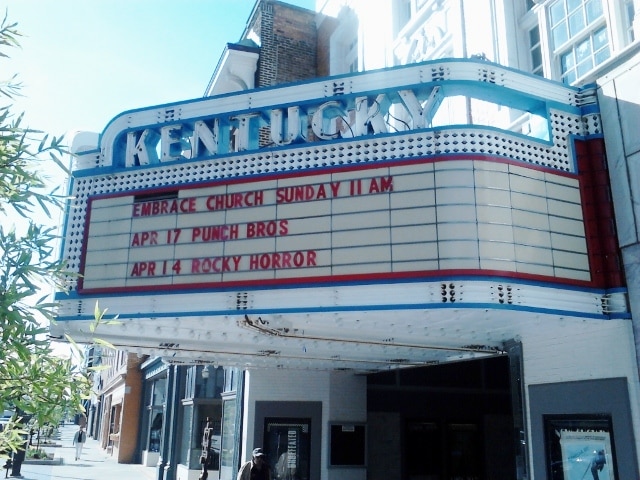 KENTUCKY
EMBRACE CHURCH SUNDAY 11 AM
APR 17 PUNCH BROS
APR 14 ROCKY HORROR